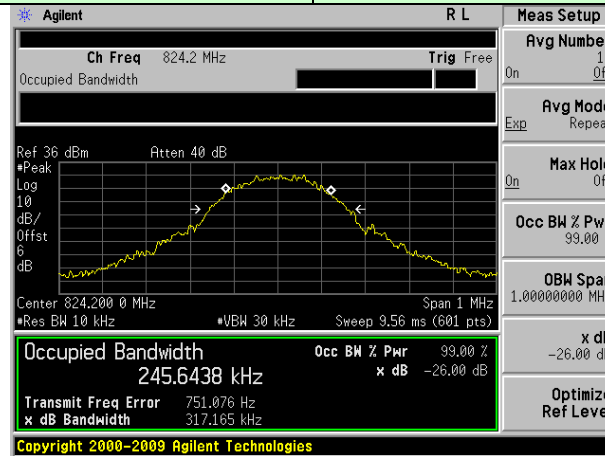 Agilent R L
Ch Freq 824.2 MHz Trig Free
Occupied Bandwidth
Ref 36 dBm Atten 40 dB
#Peak
Log
10
dB/
Offst
6
dB
Center 824.200 0 MHz Span 1 MHz
#Res BW 10 kHz #VBW 30 kHz Sweep 9.56 ms (601 pts)
Occupied Bandwidth
245.6438 kHz
Occ BW % Pwr 99.00 %
x dB -26.00 dB
Transmit Freq Error 751.076 Hz
x dB Bandwidth 317.165 kHz
Copyright 2000-2009 Agilent Technologies
Meas Setup
Avg Numbe
1
On Of
Avg Mod
Exp Repea
Max Hol
On Of
Occ BW % Pw
99.00
OBW Spa
1.00000000 MH
x d
-26.00 d
Optimiz
Ref Leve